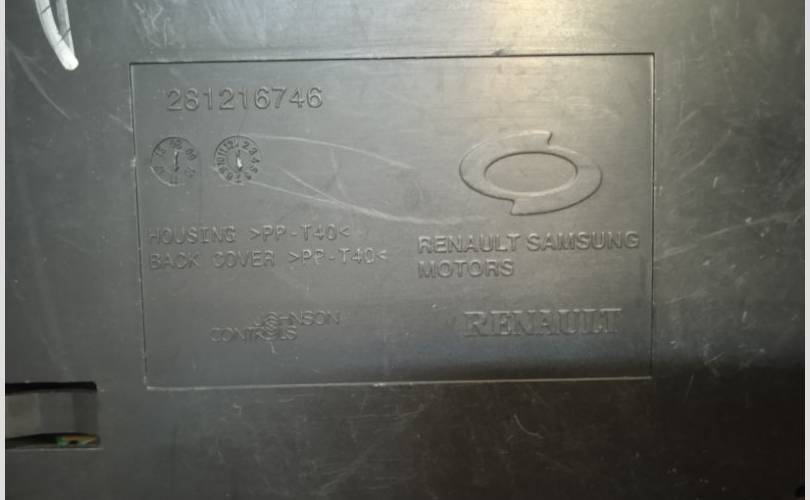 281216746
HOUSING >PP-T40<
BACK COVER >PP-T40<
RENAULT SAMSUNG
MOTORS
JOHNSON
CONTROLS
RENAULT